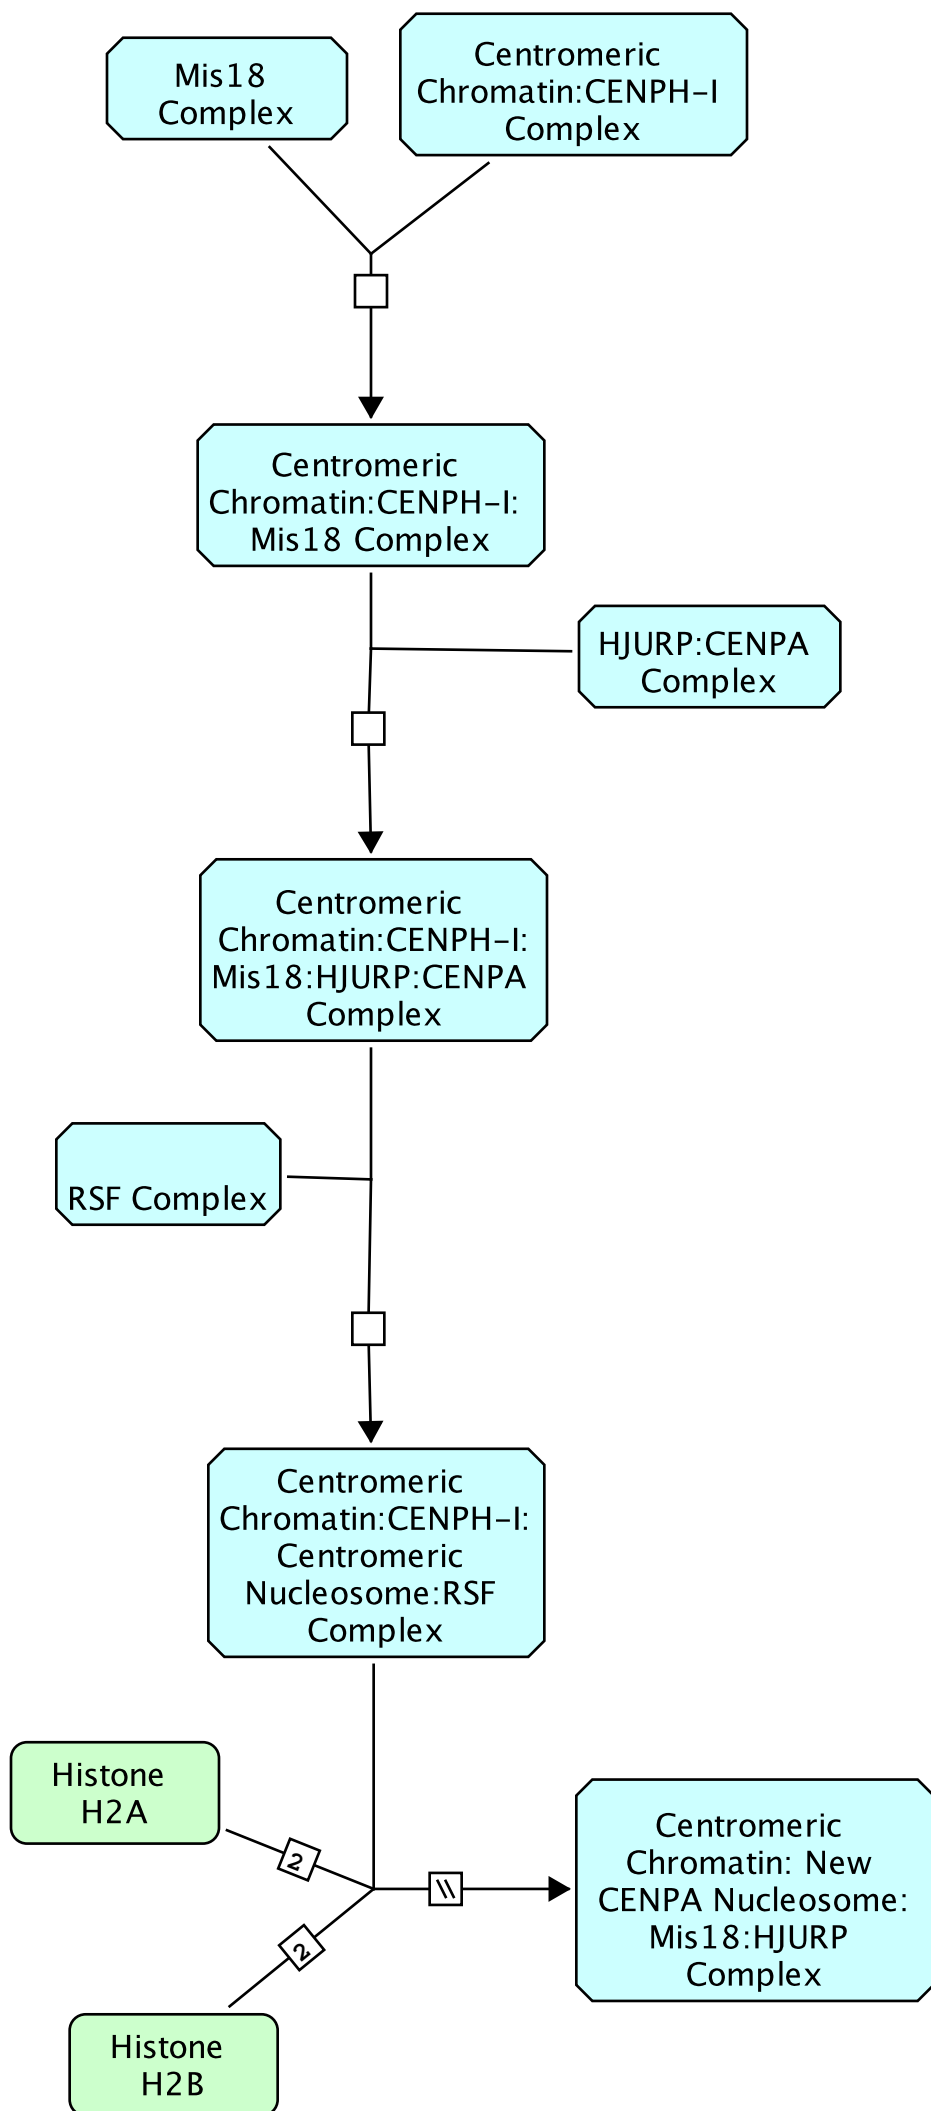 Mis18
Complex
Centromeric
Chromatin:CENPH-I
Complex
Centromeric
Chromatin:CENPH-I:
Mis18 Complex
HJURP:CENPA
Complex
Centromeric
Chromatin:CENPH-I:
Mis18:HJURP:CENPA
Complex
RSF Complex
Centromeric
Chromatin:CENPH-I:
Centromeric
Nucleosome:RSF
Complex
Histone
H2A
2
\\
Centromeric
Chromatin: New
CENPA Nucleosome:
Mis18:HJURP
Complex
2
Histone
H2B